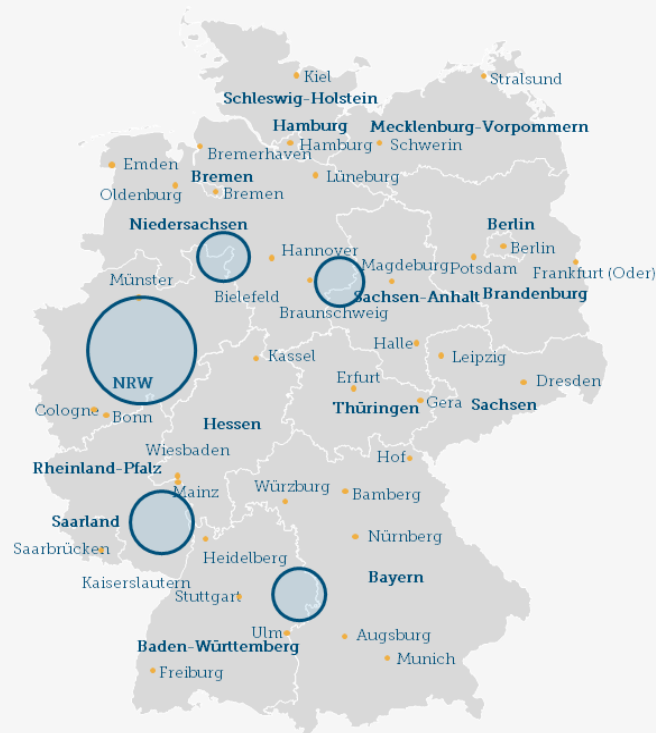 Kiel
Stralsund
Schleswig-Holstein
Hamburg
Mecklenburg-Vorpommern
Hamburg
Schwerin
Bremerhaven
Emden
Bremen
Lüneburg
Oldenburg
Bremen
Niedersachsen
Berlin
Hannover
Berlin
Magdeburg
Potsdam
Frankfurt (Oder)
Münster
Bielefeld
Sachsen-Anhalt
Brandenburg
Braunschweig
Halle
Kassel
Leipzig
NRW
Erfurt
Dresden
Cologne
Bonn
Thüringen
Gera
Sachsen
Hessen
Wiesbaden
Hof
Rheinland-Pfalz
Mainz
Würzburg
Bamberg
Saarland
Nürnberg
Saarbrücken
Heidelberg
Kaiserslautern
Bayern
Stuttgart
Ulm
Augsburg
Baden-Württemberg
Munich
Freiburg